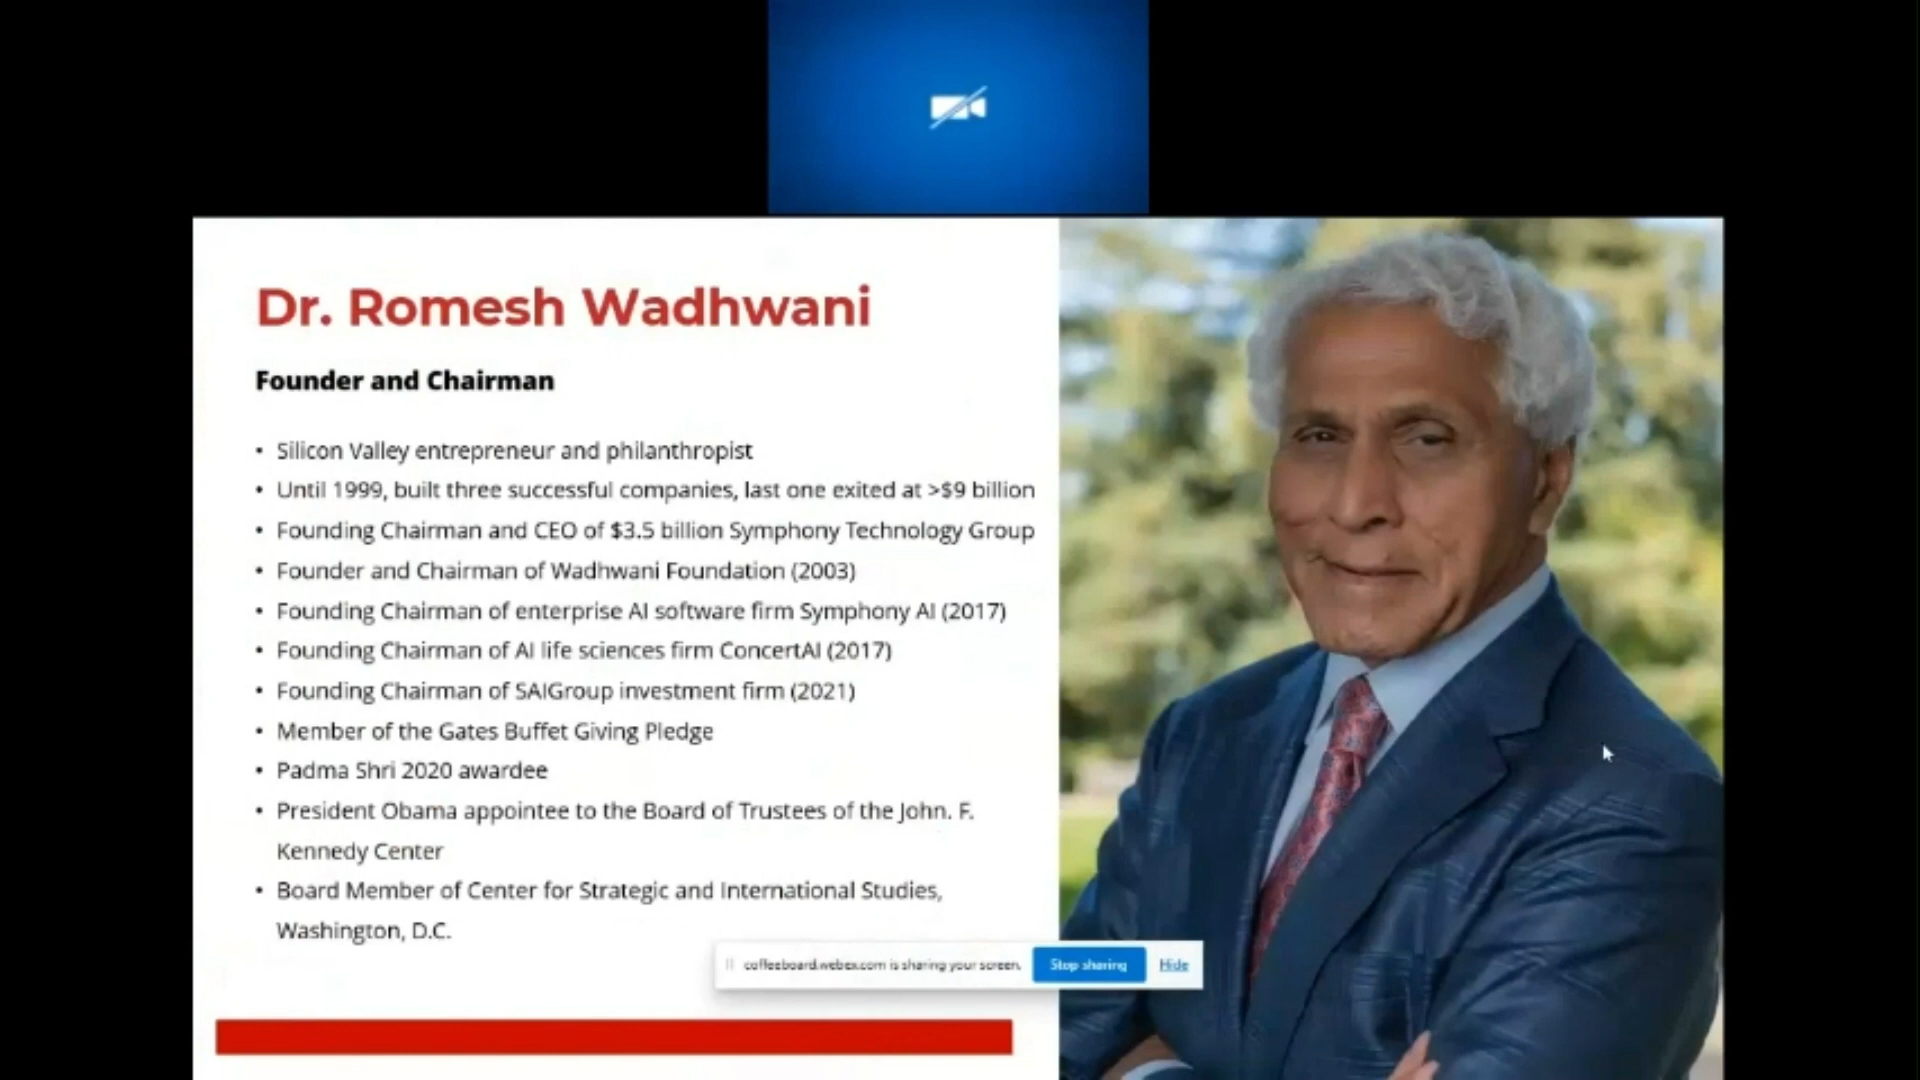 Dr. Romesh Wadhwani
Founder and Chairman
• Silicon Valley entrepreneur and philanthropist
• Until 1999, built three successful companies, last one exited at >$9 billion
• Founding Chairman and CEO of $3.5 billion Symphony Technology Group
• Founder and Chairman of Wadhwani Foundation (2003)
• Founding Chairman of enterprise AI software firm Symphony AI (2017)
• Founding Chairman of AI life sciences firm ConcertAI (2017)
• Founding Chairman of SAIGroup investment firm (2021)
• Member of the Gates Buffet Giving Pledge
• Padma Shri 2020 awardee
• President Obama appointee to the Board of Trustees of the John. F.
Kennedy Center
• Board Member of Center for Strategic and International Studies,
Washington, D.C.
coffeeboard.webex.com is sharing your screen. Stop sharing Hide